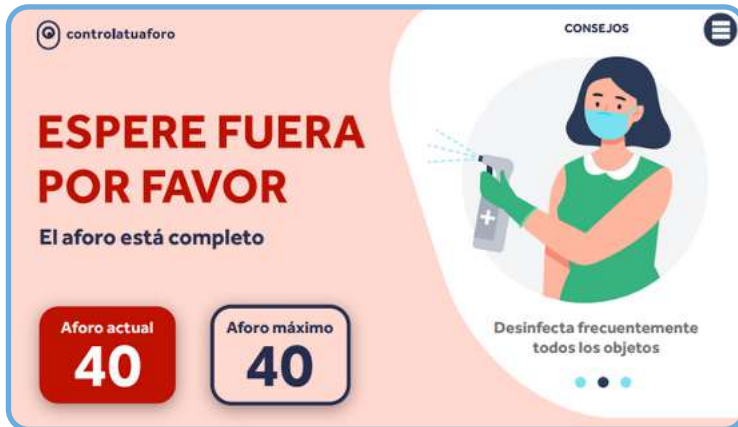 controlatuaforo
CONSEJOS
ESPERE FUERA
POR FAVOR
El aforo está completo
Aforo actual
40
Aforo máximo
40
Desinfecta frecuentemente
todos los objetos